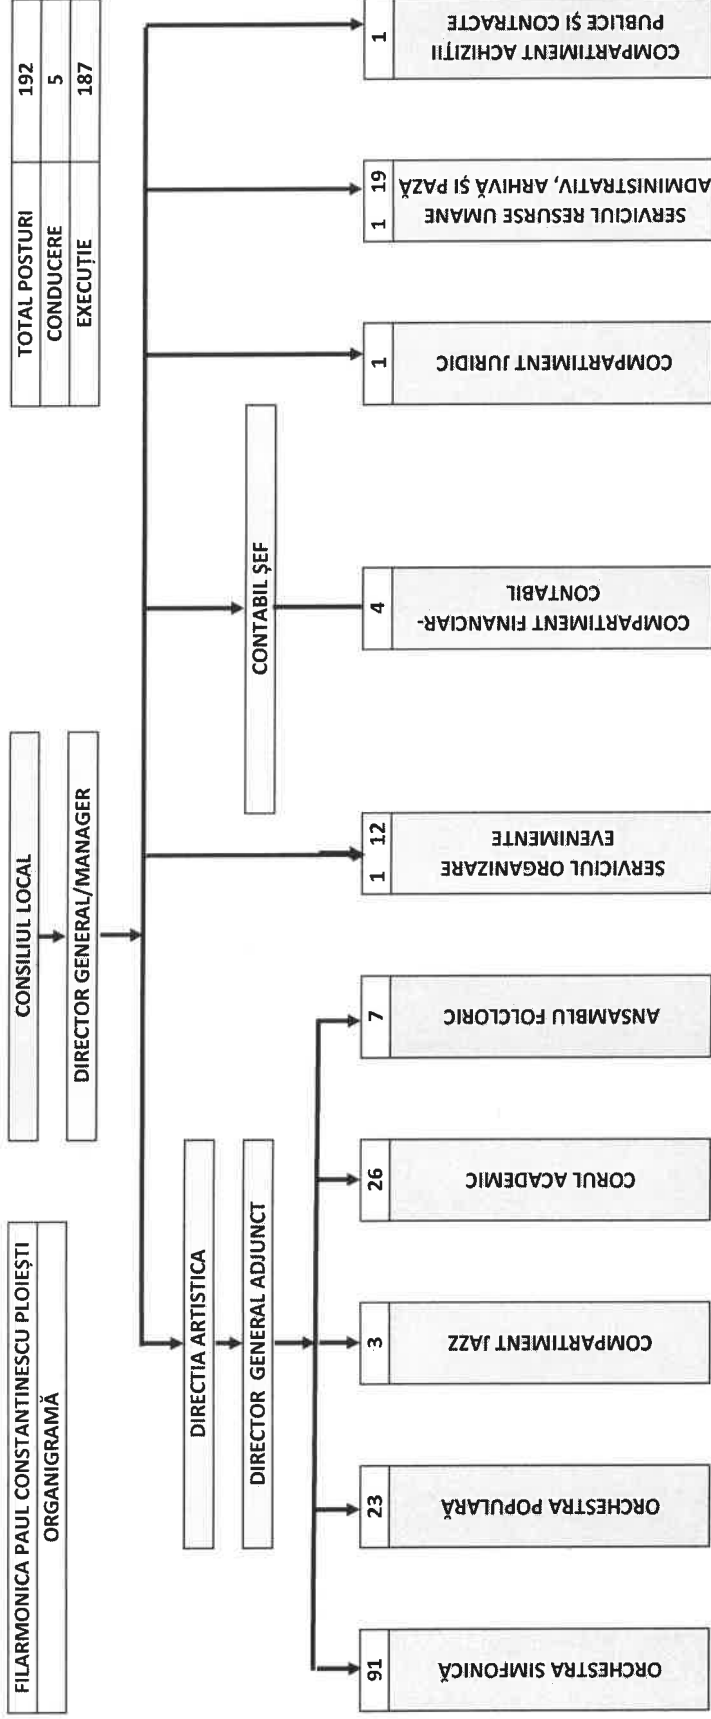 FILARMONICA PAUL CONSTANTINESCU PLOIEȘTI
ORGANIGRAMĂ
CONSILIUL LOCAL
DIRECTOR GENERAL/MANAGER
TOTAL POSTURI 192
CONDUCERE 5
EXECUȚIE 187
DIRECTIA ARTISTICA
DIRECTOR GENERAL ADJUNCT
CONTABIL ȘEF
91
ORCHESTRA SIMFONICĂ
23
ORCHESTRA POPULARĂ
3
COMPARTIMENT JAZZ
26
CORUL ACADEMIC
7
ANSAMBLU FOLCLORIC
1 12
SERVICIUL ORGANIZARE
EVENIMENTE
4
COMPARTIMENT FINANCIAR-
CONTABIL
1
COMPARTIMENT JURIDIC
1 19
SERVICIUL RESURSE UMANE
ADMINISTRATIV, ARHIVĂ ȘI PAZĂ
1
COMPARTIMENT ACHIZIȚII
PUBLICE ȘI CONTRACTE